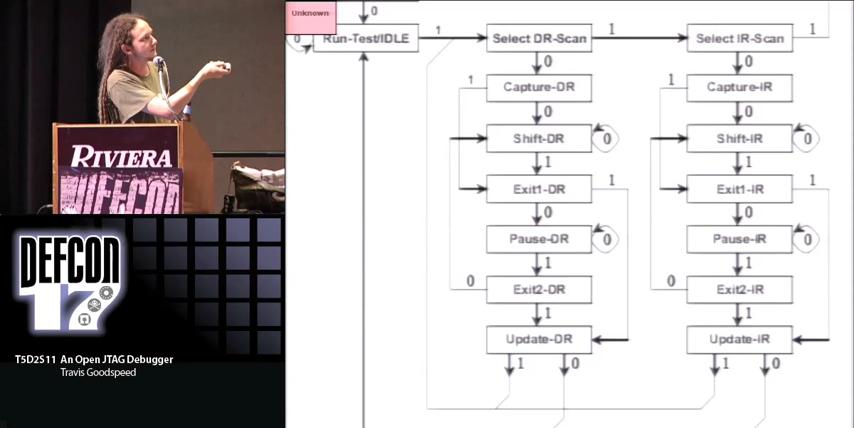 RIVIERA
DEFCON
DEFCON
17
T5D2S11 An Open JTAG Debugger
Travis Goodspeed
Unknown
0
0
Run-Test/IDLE
1
Select DR-Scan
1
Select IR-Scan
1
0
0
1
Capture-DR
1
Capture-IR
0
0
Shift-DR
0
Shift-IR
0
1
1
Exit1-DR
1
Exit1-IR
1
0
0
Pause-DR
0
Pause-IR
0
1
1
0
Exit2-DR
0
Exit2-IR
1
1
Update-DR
Update-IR
1
0
1
0